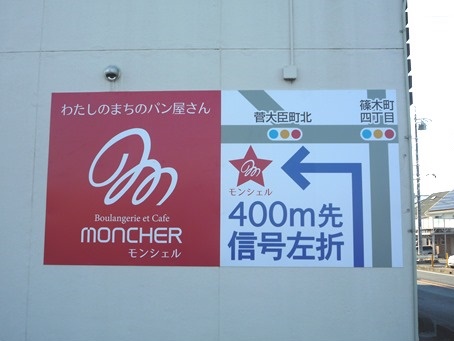 わたしのまちのパン屋さん
Boulangerie et Cafe
MONCHER
モンシェル
菅大臣町北
篠木町
四丁目
モンシェル
400m先
信号左折